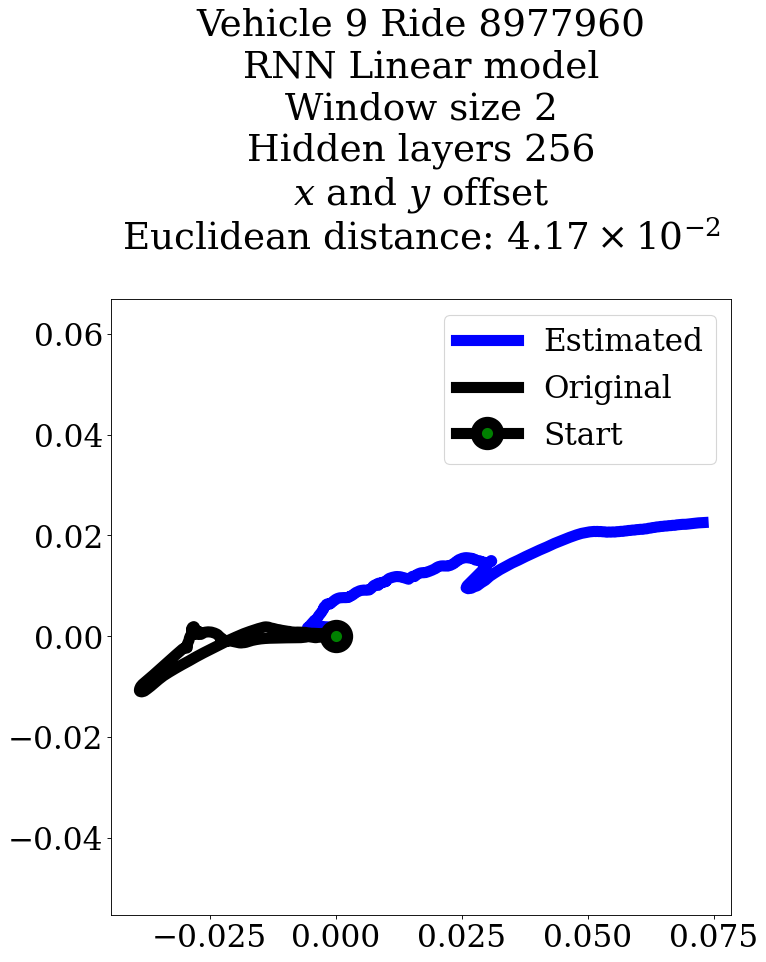 Vehicle 9 Ride 8977960
RNN Linear model
Window size 2
Hidden layers 256
x and y offset
Euclidean distance: 4.17 × 10⁻²
0.06
0.04
0.02
0.00
−0.02
−0.04
Estimated
Original
Start
−0.025 0.000 0.025 0.050 0.075